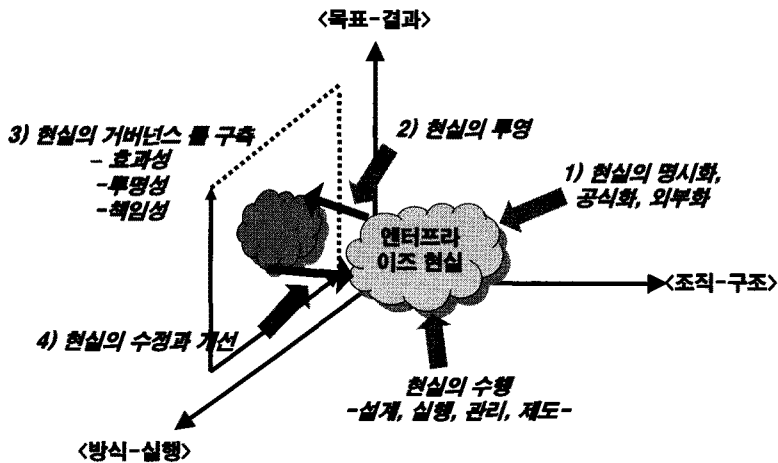 <목표-결과>
3) 현실의 거버넌스 틀 구축
- 효과성
-투명성
-책임성
2) 현실의 투영
1) 현실의 명시화,
공식화, 외부화
엔터프라
이즈 현실
<조직-구조>
4) 현실의 수정과 개선
현실의 수행
-설계, 실행, 관리, 제도-
<방식-실행>